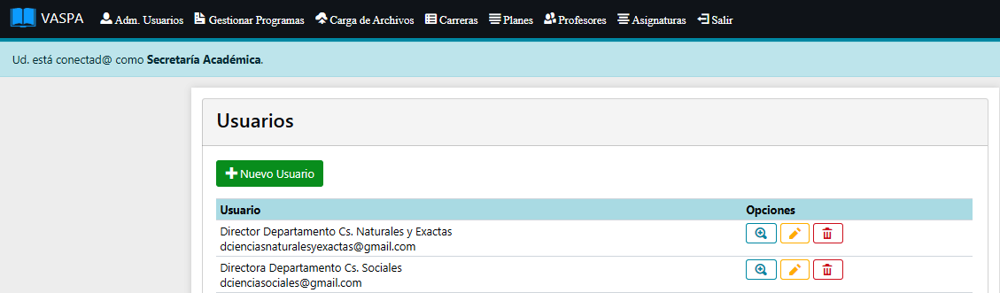 VASPA Adm. Usuarios Gestionar Programas Carga de Archivos Carreras Planes Profesores Asignaturas Salir
Ud. está conectad@ como Secretaría Académica.
Usuarios
Nuevo Usuario
Usuario Opciones
Director Departamento Cs. Naturales y Exactas
dcienciasnaturalesyexactas@gmail.com
Directora Departamento Cs. Sociales
dcienciasociales@gmail.com